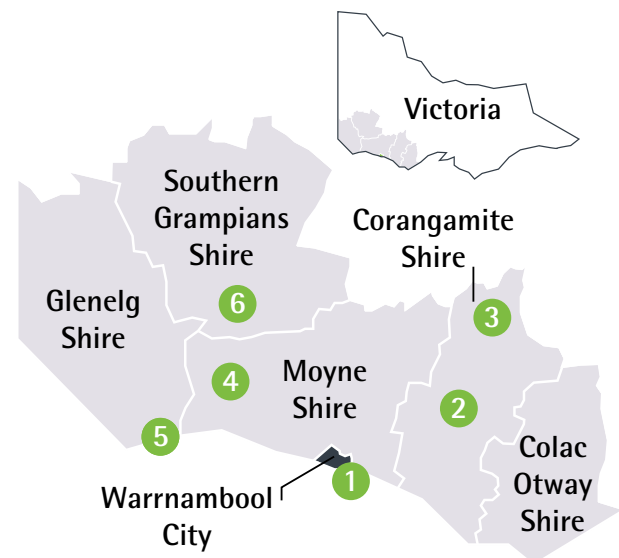 Victoria
Southern
Grampians
Shire
Corangamite
Shire
Glenelg
Shire
6
3
4
Moyne
Shire
2
5
Colac
Otway
Shire
1
Warrnambool
City